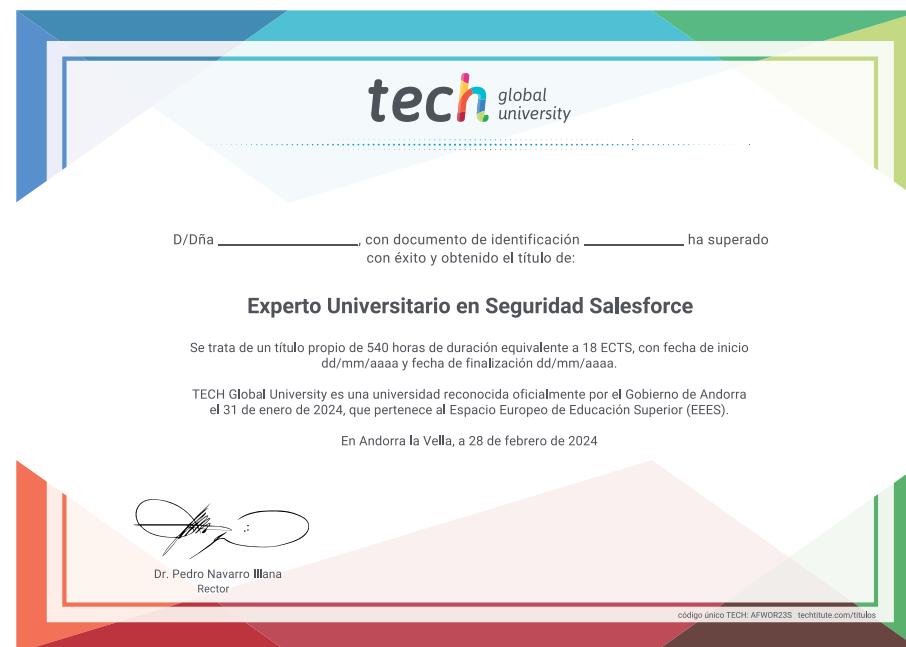 tech global university
D/Dña ____________________, con documento de identificación ______________ ha superado
con éxito y obtenido el título de:
Experto Universitario en Seguridad Salesforce
Se trata de un título propio de 540 horas de duración equivalente a 18 ECTS, con fecha de inicio
dd/mm/aaaa y fecha de finalización dd/mm/aaaa.
TECH Global University es una universidad reconocida oficialmente por el Gobierno de Andorra
el 31 de enero de 2024, que pertenece al Espacio Europeo de Educación Superior (EEES).
En Andorra la Vella, a 28 de febrero de 2024
Dr. Pedro Navarro Illana
Rector
código único TECH: AFWOR23S techtitute.com/titulos